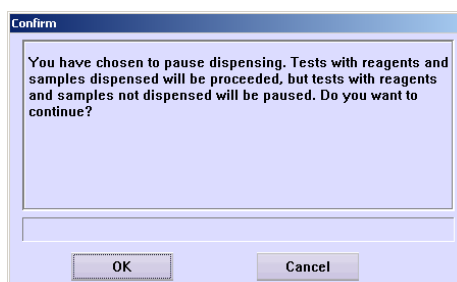 Confirm
You have chosen to pause dispensing. Tests with reagents and
samples dispensed will be proceeded, but tests with reagents
and samples not dispensed will be paused. Do you want to
continue?
OK
Cancel